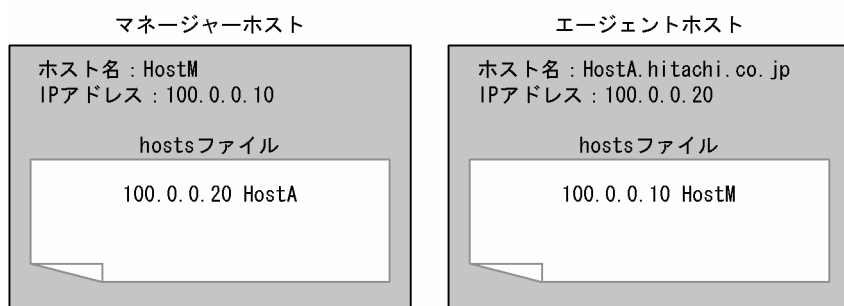 マネージャーホスト
ホスト名：HostM
IPアドレス：100.0.0.10
hostsファイル
100.0.0.20 HostA
エージェントホスト
ホスト名：HostA.hitachi.co.jp
IPアドレス：100.0.0.20
hostsファイル
100.0.0.10 HostM